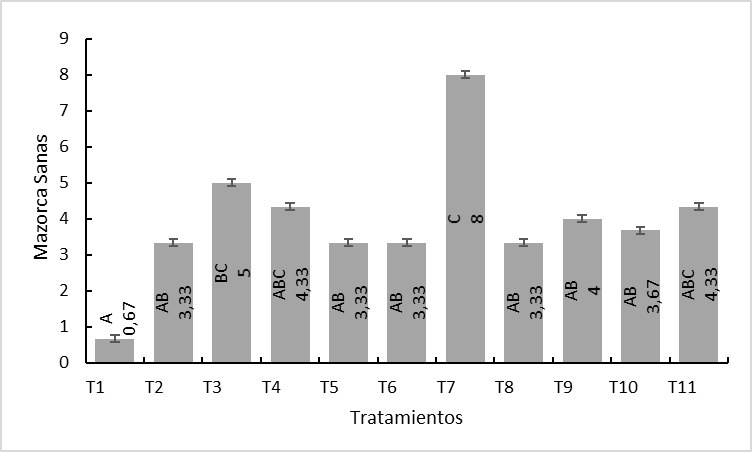 Mazorca Sanas
9
8
7
6
5
4
3
2
1
0
A
0,67
AB
3,33
BC
5
ABC
4,33
AB
3,33
AB
3,33
C
8
AB
3,33
AB
4
AB
3,67
ABC
4,33
T1 T2 T3 T4 T5 T6 T7 T8 T9 T10 T11
Tratamientos